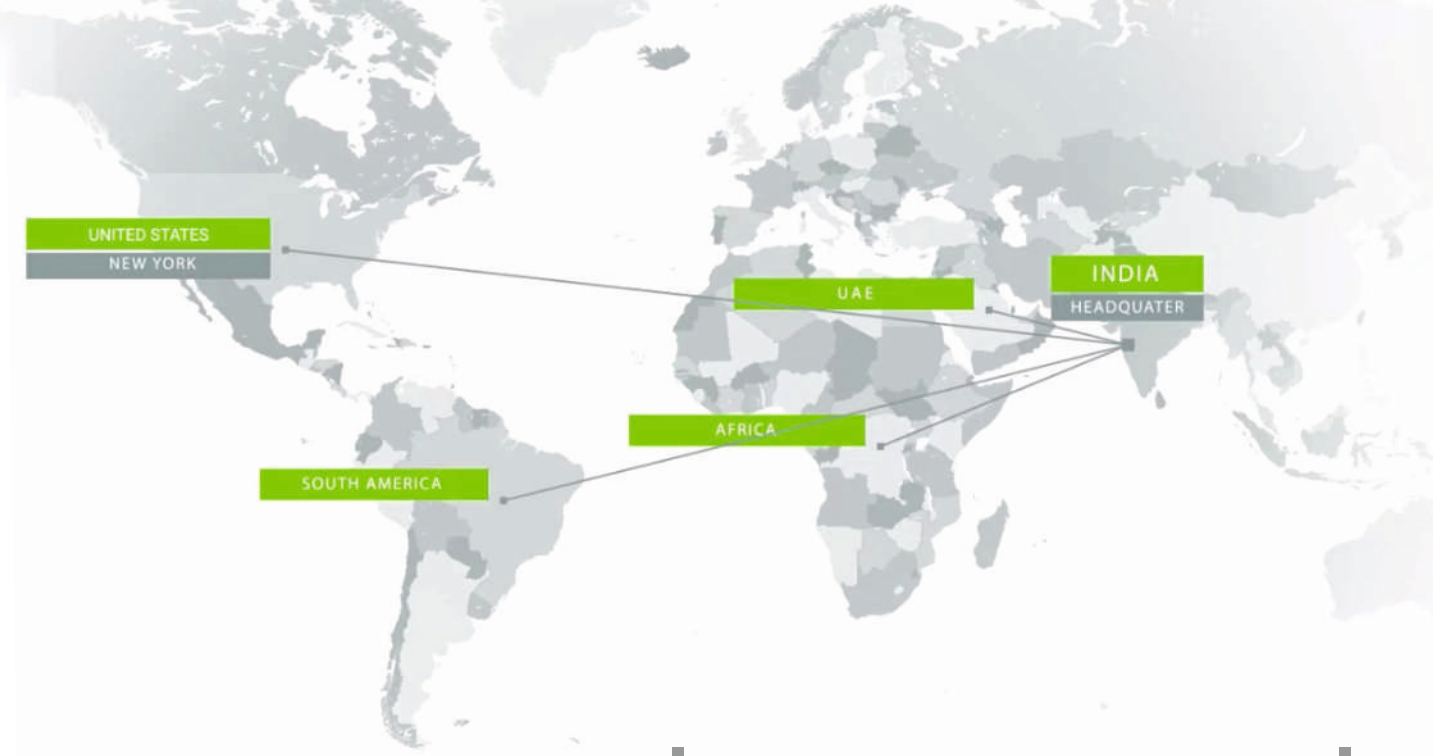 UNITED STATES
NEW YORK
UAE
INDIA
HEADQUATER
AFRICA
SOUTH AMERICA